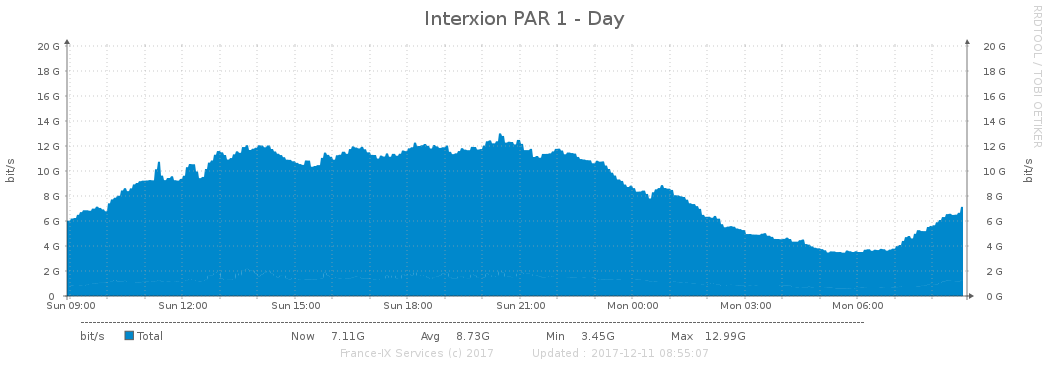 Interxion PAR 1 - Day
RRDTOOL / TOBI OETIKER
20 G 20 G
18 G 18 G
16 G 16 G
14 G 14 G
12 G 12 G
10 G 10 G
8 G 8 G
6 G 6 G
4 G 4 G
2 G 2 G
0 0 G
bit/s
bit/s
Sun 09:00 Sun 12:00 Sun 15:00 Sun 18:00 Sun 21:00 Mon 00:00 Mon 03:00 Mon 06:00
bit/s Total Now 7.11G Avg 8.73G Min 3.45G Max 12.99G
France-IX Services (c) 2017 Updated : 2017-12-11 08:55:07